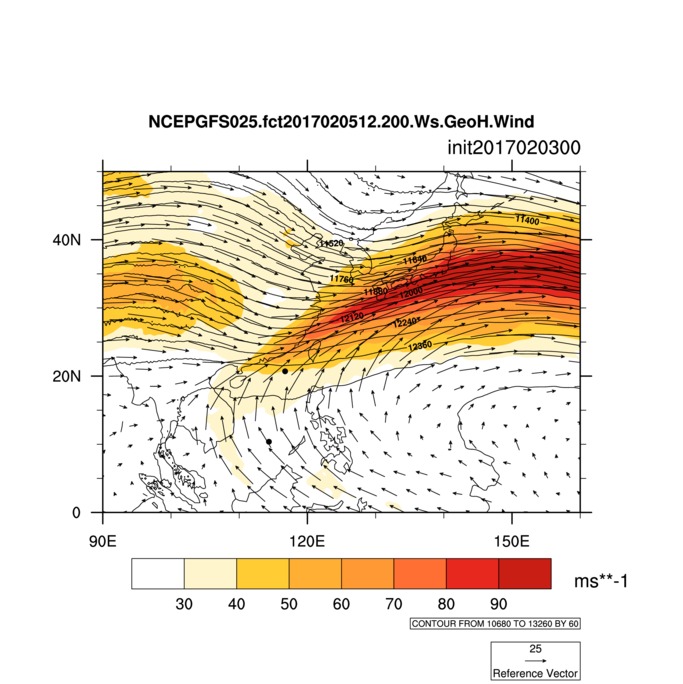 NCEPGFS025.fct2017020512.200.Ws.GeoH.Wind
init2017020300
11400
40N
11520
11640
11760
11880
12000
12120
12240
12360
20N
0
90E
120E
150E
ms**-1
30
40
50
60
70
80
90
CONTOUR FROM 10680 TO 13260 BY 60
25
Reference Vector